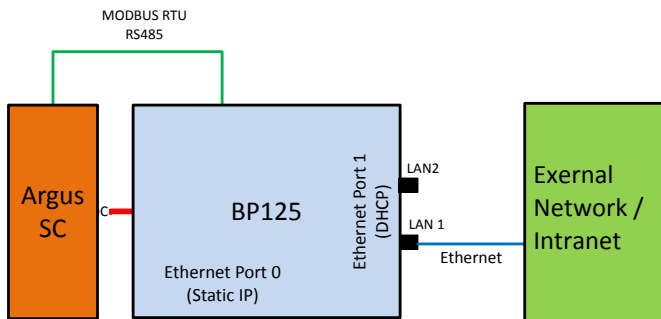 MODBUS RTU
RS485
Argus
SC
C
BP125
Ethernet Port 0
(Static IP)
Ethernet Port 1
(DHCP)
LAN2
LAN 1
Ethernet
Exernal
Network /
Intranet